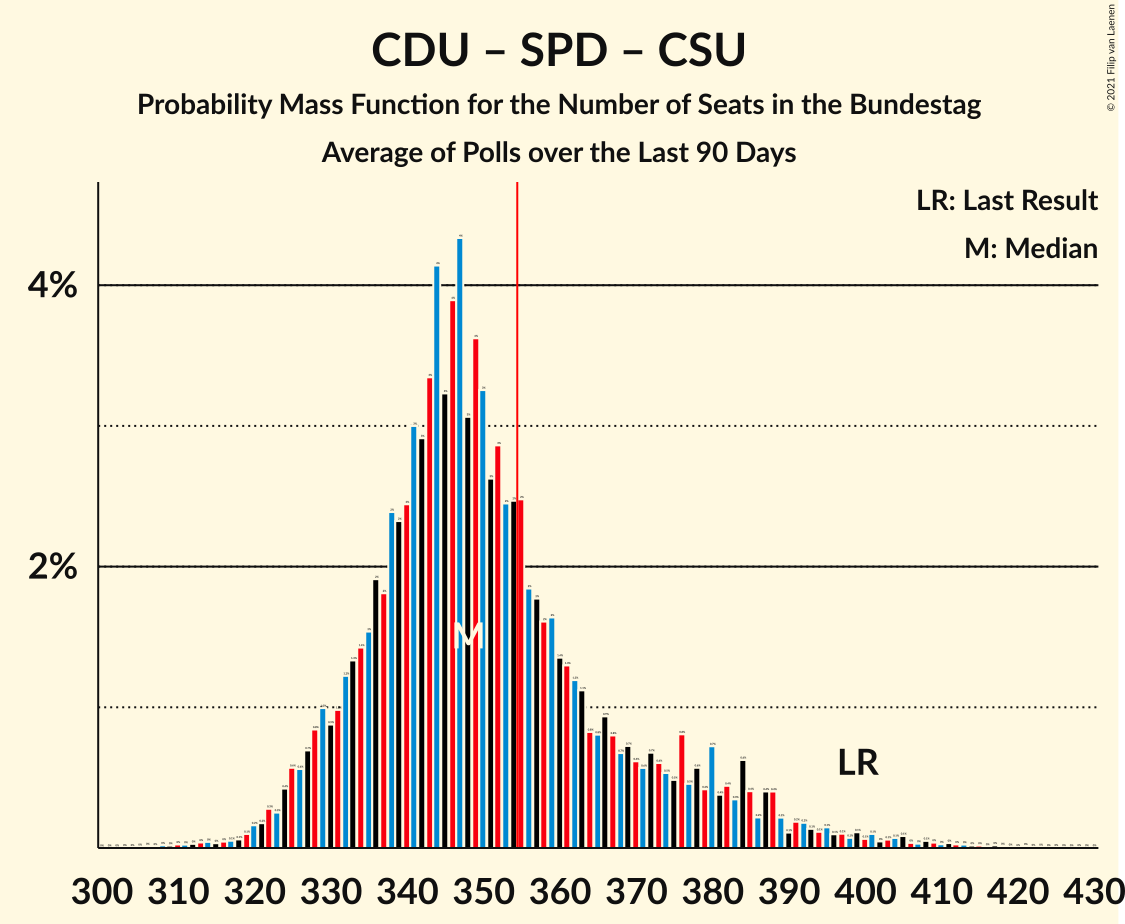 CDU – SPD – CSU
Probability Mass Function for the Number of Seats in the Bundestag
Average of Polls over the Last 90 Days
© 2021 Filip van Laenen
LR: Last Result
M: Median
4%
2%
M
LR
300 310 320 330 340 350 360 370 380 390 400 410 420 430